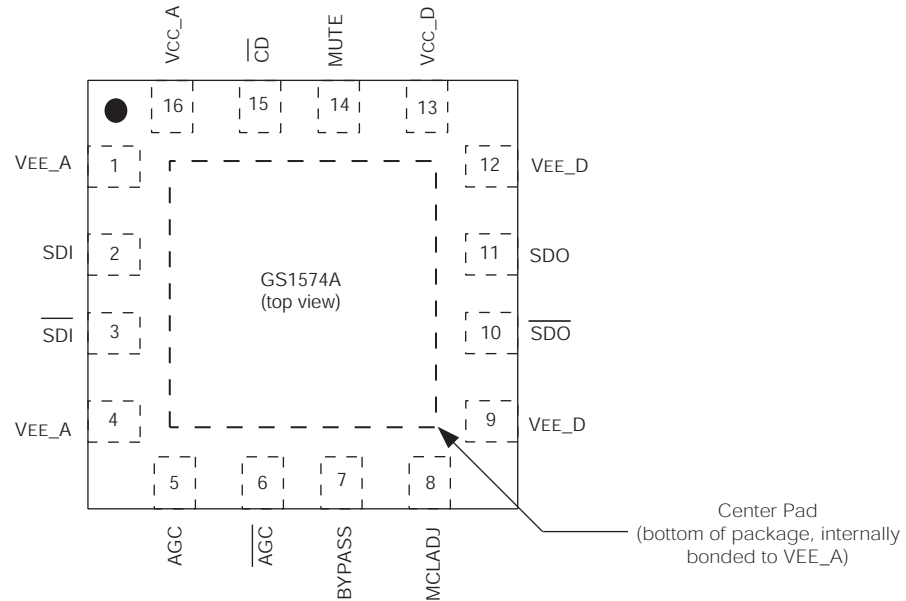 VCC_A
CD
MUTE
VCC_D
16
15
14
13
VEE_A
1
12
VEE_D
SDI
2
11
SDO
GS1574A
(top view)
SDI
3
10
SDO
VEE_A
4
9
VEE_D
5
6
7
8
AGC
AGC
BYPASS
MCLADJ
Center Pad
(bottom of package, internally
bonded to VEE_A)